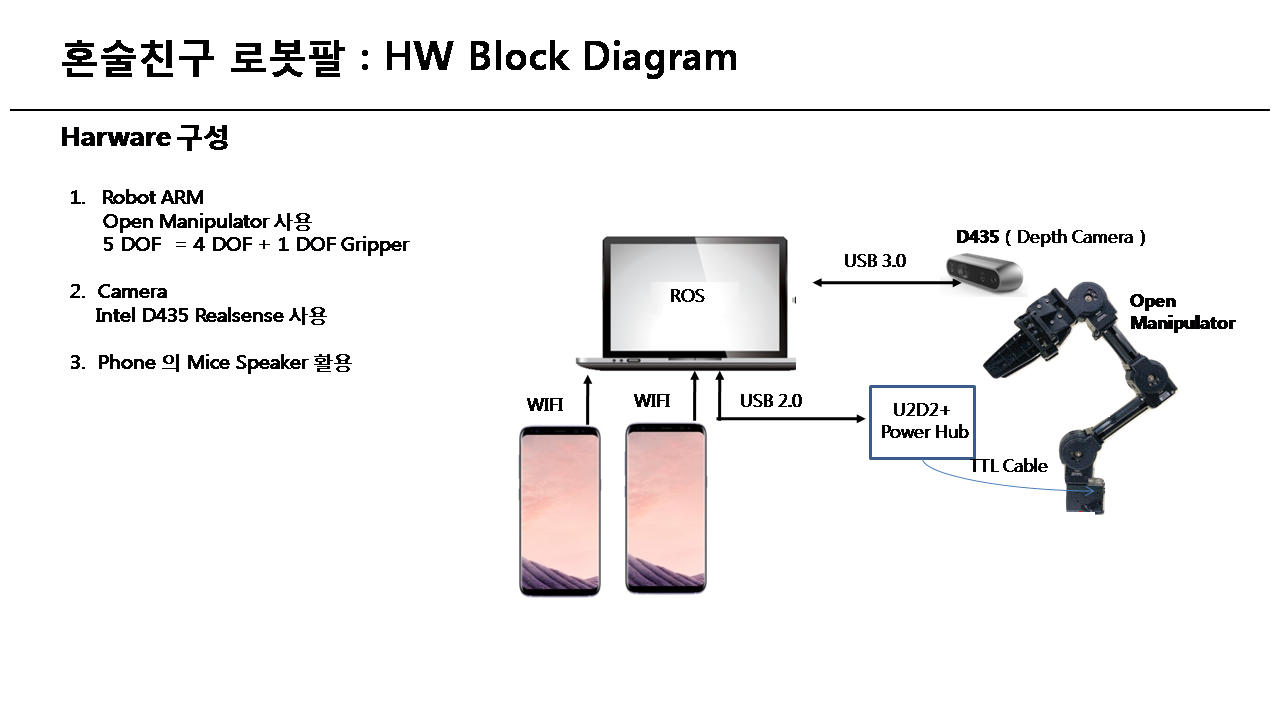 혼술친구 로봇팔 : HW Block Diagram
Harware 구성
1. Robot ARM
Open Manipulator 사용
5 DOF = 4 DOF + 1 DOF Gripper
2. Camera
Intel D435 Realsense 사용
3. Phone 의 Mice Speaker 활용
D435 ( Depth Camera )
USB 3.0
ROS
Open
Manipulator
WIFI
WIFI
USB 2.0
U2D2+
Power Hub
TTL Cable